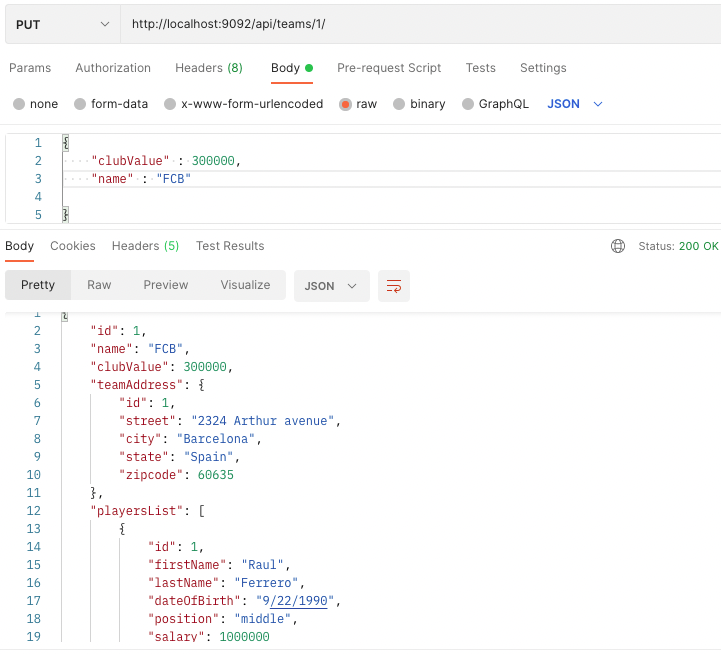 PUT http://localhost:9092/api/teams/1/
Params Authorization Headers (8) Body Pre-request Script Tests Settings
none form-data x-www-form-urlencoded raw binary GraphQL JSON
1 {
2 "clubValue" : 300000,
3 "name" : "FCB"
4
5 }
Body Cookies Headers (5) Test Results Status: 200 OK
Pretty Raw Preview Visualize JSON
1 {
2 "id": 1,
3 "name": "FCB",
4 "clubValue": 300000,
5 "teamAddress": {
6 "id": 1,
7 "street": "2324 Arthur avenue",
8 "city": "Barcelona",
9 "state": "Spain",
10 "zipcode": 60635
11 },
12 "playersList": [
13 {
14 "id": 1,
15 "firstName": "Raul",
16 "lastName": "Ferrero",
17 "dateOfBirth": "9/22/1990",
18 "position": "middle",
19 "salary": 1000000